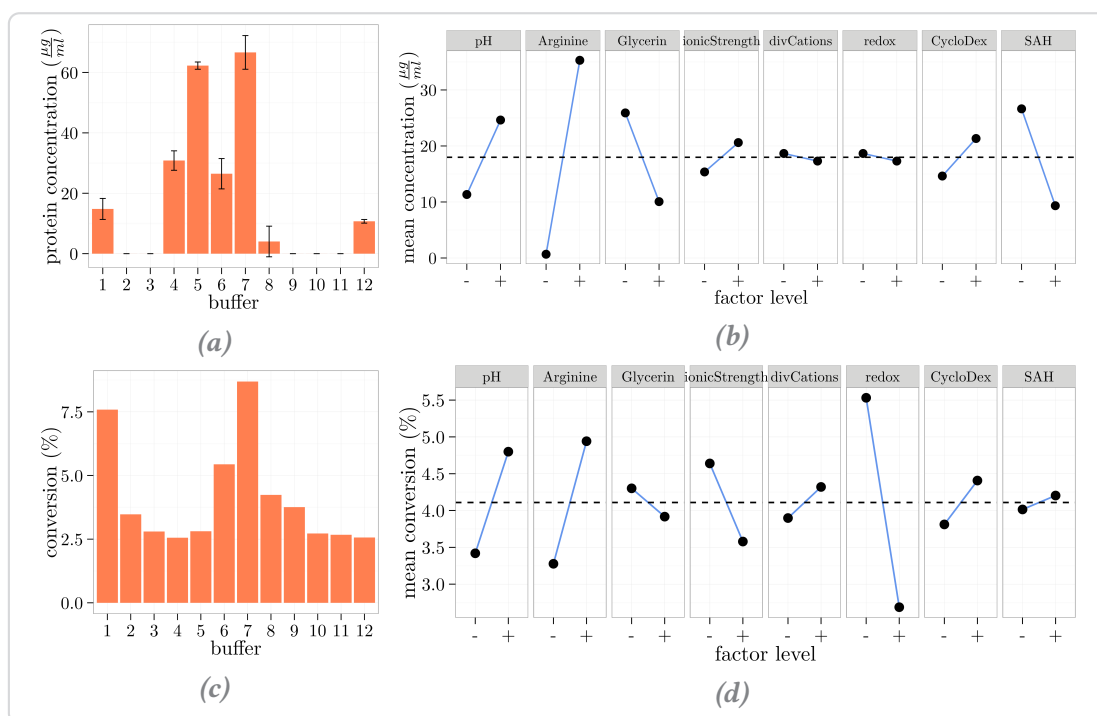 protein concentration (μg/ml)
60
40
20
0
1 2 3 4 5 6 7 8 9 10 11 12
buffer
(a)
mean concentration (μg/ml)
pH Arginine Glycerin ionicStrength divCations redox CycloDex SAH
30
20
10
0
- + - + - + - + - + - + - + - +
factor level
(b)
conversion (%)
7.5
5.0
2.5
0.0
1 2 3 4 5 6 7 8 9 10 11 12
buffer
(c)
mean conversion (%)
pH Arginine Glycerin ionicStrength divCations redox CycloDex SAH
5.5
5.0
4.5
4.0
3.5
3.0
- + - + - + - + - + - + - + - +
factor level
(d)